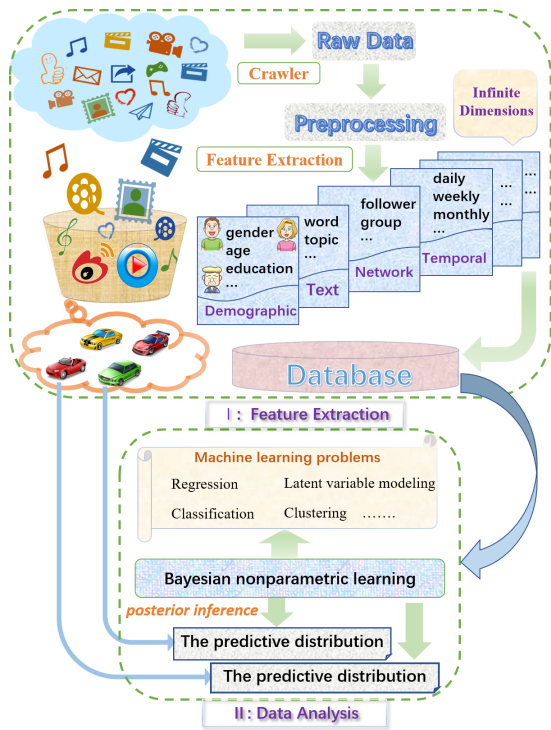 Raw Data
Crawler
Infinite
Dimensions
Preprocessing
Feature Extraction
gender
age
education
...
Demographic
word
topic
...
Text
follower
group
...
Network
daily
weekly
monthly
...
Temporal
...
...
...
...
Database
I : Feature Extraction
Machine learning problems
Regression
Latent variable modeling
Classification
Clustering .......
Bayesian nonparametric learning
posterior inference
The predictive distribution
The predictive distribution
II : Data Analysis